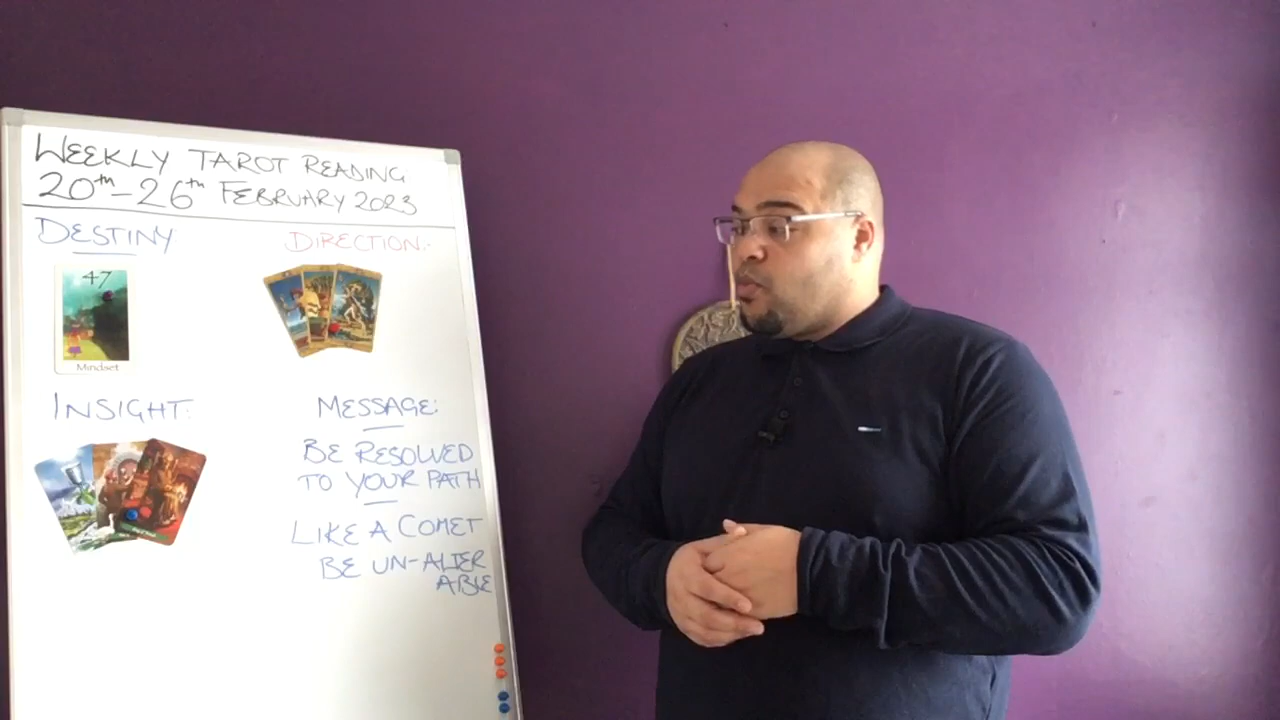 WEEKLY TAROT READING
20th-26th FEBRUARY 2023
DESTINY
DIRECTION:
47
Mindset
INSIGHT:
MESSAGE:
BE RESOLVED
TO YOUR PATH
LIKE A COMET
BE UN-ALTER
ABLE